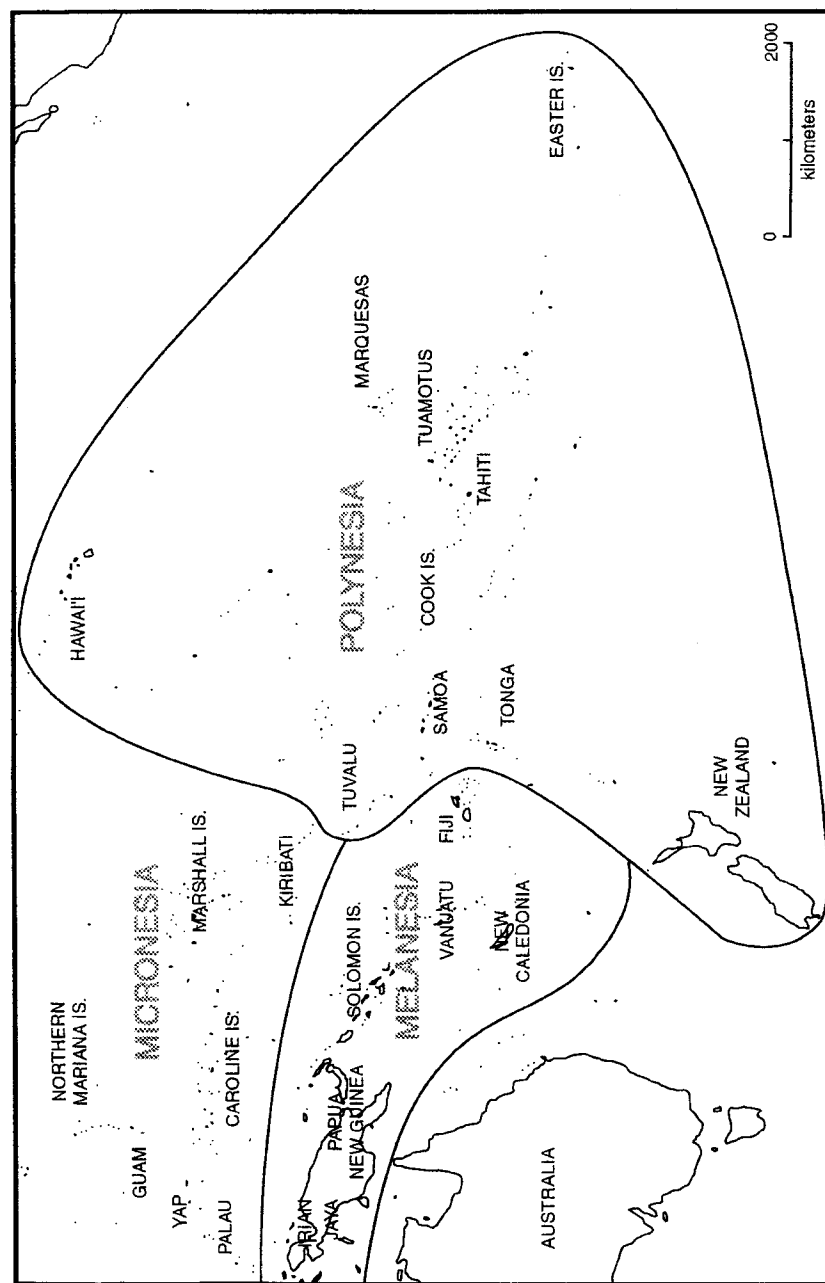 NORTHERN
MARIANA IS.
GUAM
MICRONESIA
YAP
PALAU
CAROLINE IS.
MARSHALL IS.
KIRIBATI
HAWAI'I
IRIAN
JAYA
PAPUA
NEW GUINEA
SOLOMON IS.
MELANESIA
VANUATU
NEW
CALEDONIA
FIJI
TUVALU
POLYNESIA
SAMOA
TONGA
COOK IS.
MARQUESAS
TUAMOTUS
TAHITI
EASTER IS.
AUSTRALIA
NEW
ZEALAND
0 2000
kilometers